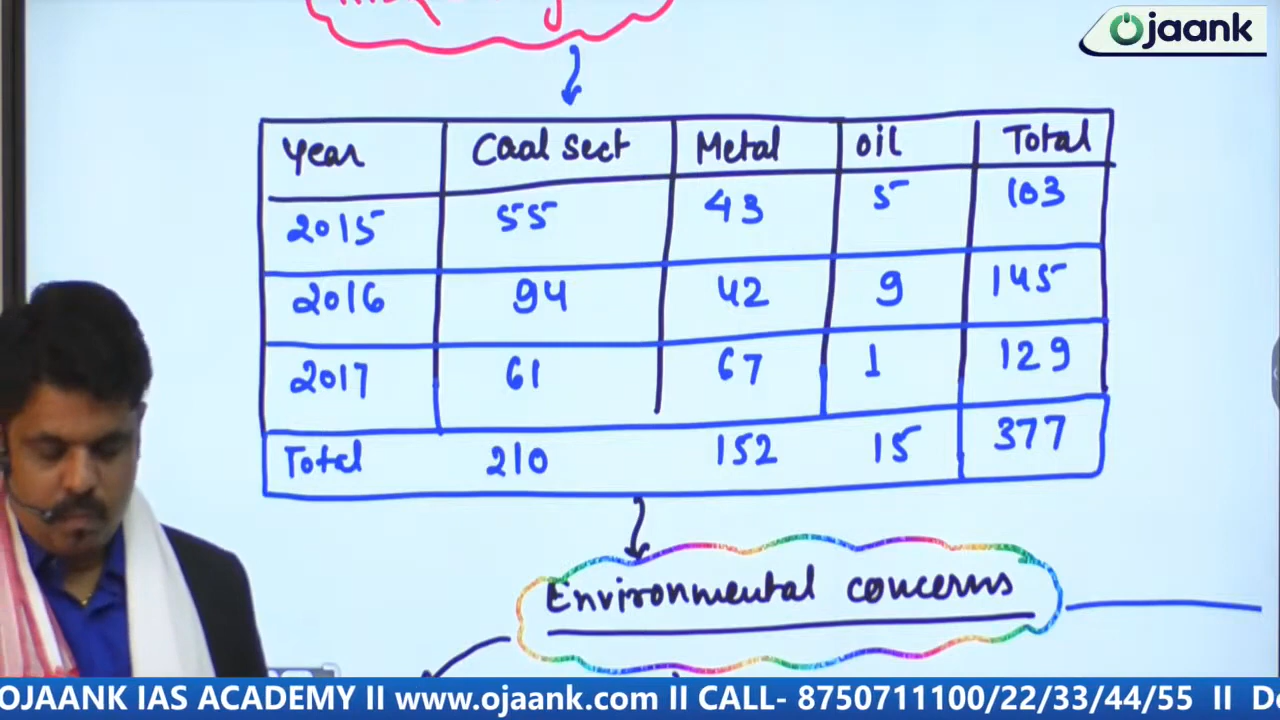 Ojaank
Year Coal Sect Metal oil Total
2015 55 43 5 103
2016 94 42 9 145
2017 61 67 1 129
Total 210 152 15 377
Environmental concerns
OJAANK IAS ACADEMY II www.ojaank.com II CALL- 8750711100/22/33/44/55 II